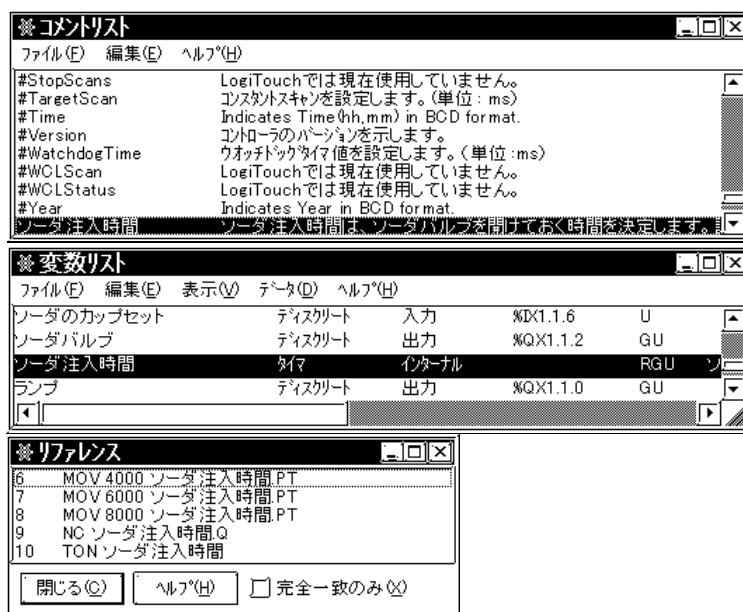 コメントリスト
ファイル(F) 編集(E) ヘルプ(H)
#StopScans LogiTouchでは現在使用していません。
#TargetScan コンスタントスキャンを設定します。(単位:ms)
#Time Indicates Time(hh,mm) in BCD format.
#Version コントローラのバージョンを示します。
#WatchdogTime ウオッチドッグタイマ値を設定します。(単位:ms)
#WCLScan LogiTouchでは現在使用していません。
#WCLStatus LogiTouchでは現在使用していません。
#Year Indicates Year in BCD format.
ソーダ注入時間 ソーダ注入時間は、ソーダバルブを開けておく時間を決定します。
変数リスト
ファイル(F) 編集(E) 表示(V) データ(D) ヘルプ(H)
ソーダのカップセット ディスクリート 入力 %IX1.1.6 U
ソーダバルブ ディスクリート 出力 %QX1.1.2 GU
ソーダ注入時間 タイマ インターナル RGU ソ
ランプ ディスクリート 出力 %QX1.1.0 GU
リファレンス
6 MOV 4000 ソーダ注入時間.PT
7 MOV 6000 ソーダ注入時間.PT
8 MOV 8000 ソーダ注入時間.PT
9 NC ソーダ注入時間.Q
10 TON ソーダ注入時間
閉じる(C) ヘルプ(H) 完全一致のみ(X)